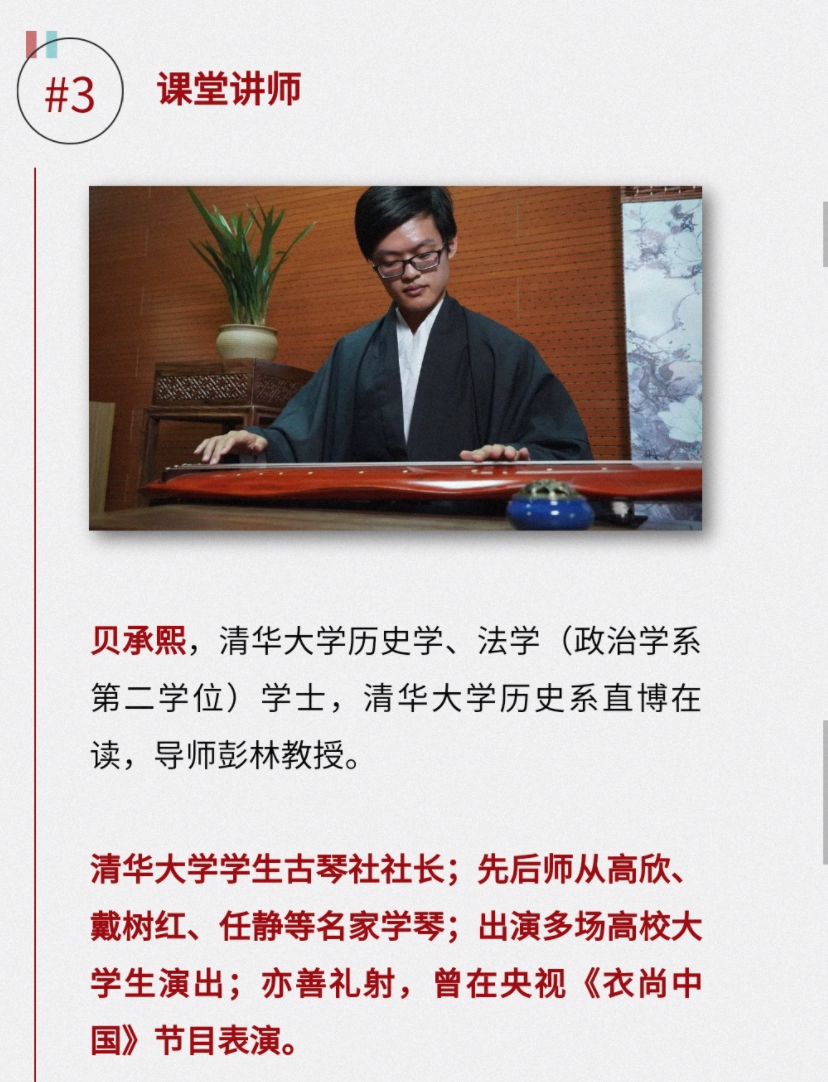 #3
课堂讲师
贝承熙，清华大学历史学、法学（政治学系
第二学位）学士，清华大学历史系直博在
读，导师彭林教授。
清华大学学生古琴社社长；先后师从高欣、
戴树红、任静等名家学琴；出演多场高校大
学生演出；亦善礼射，曾在央视《衣尚中
国》节目表演。